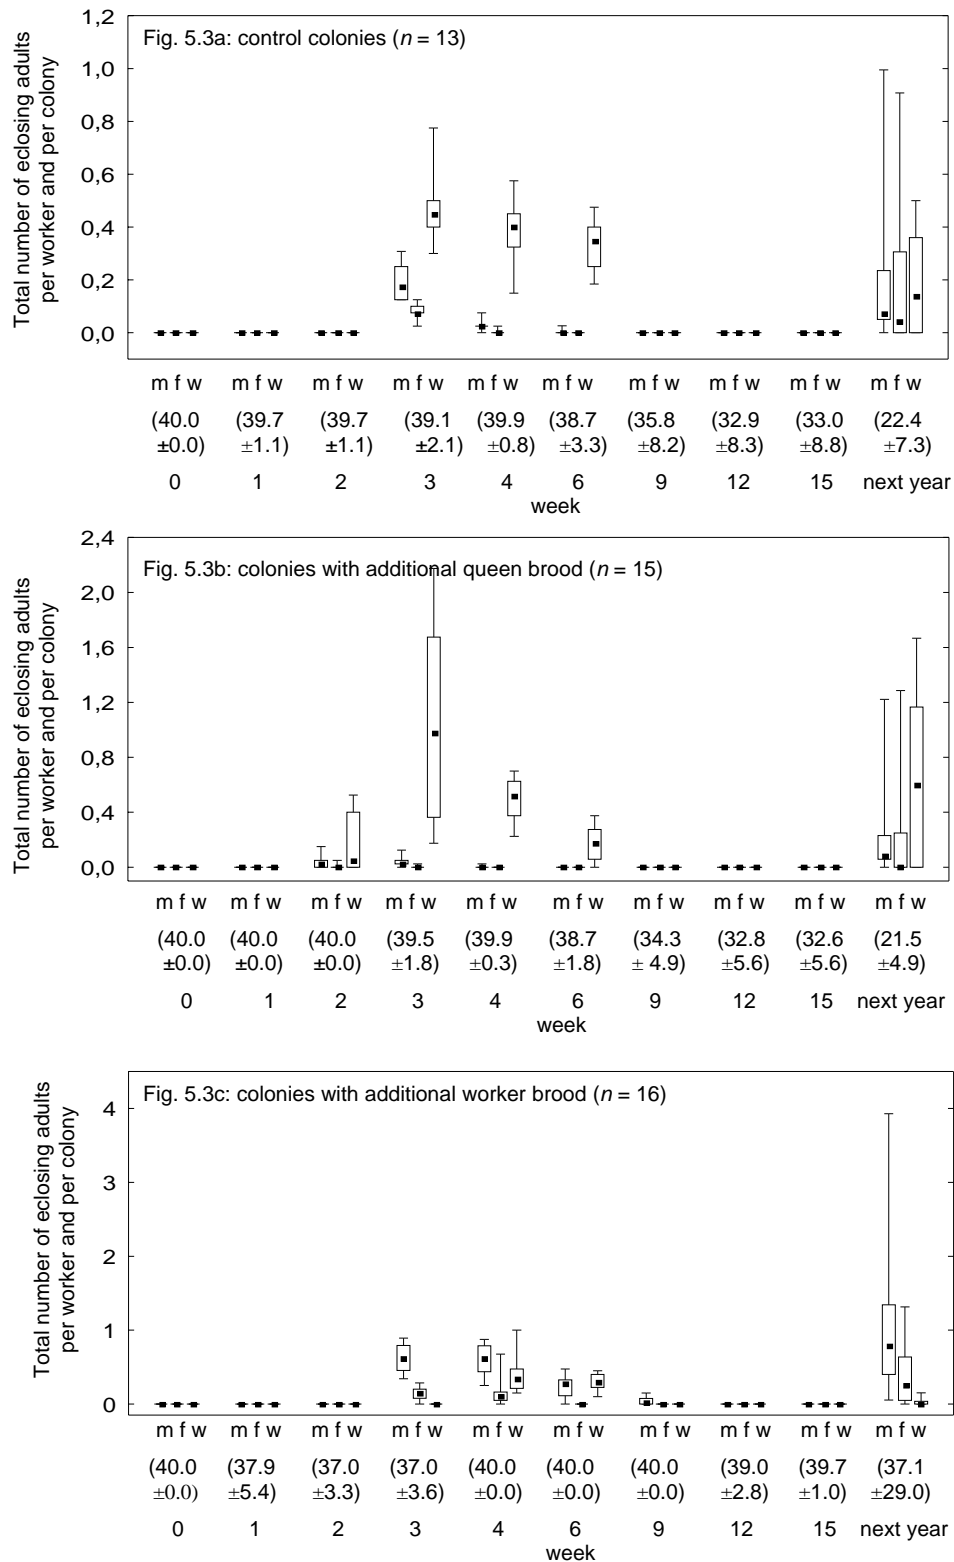 Fig. 5.3a: control colonies (n = 13)
Total number of eclosing adults
per worker and per colony
1,2
1,0
0,8
0,6
0,4
0,2
0,0
m f w m f w m f w m f w m f w m f w m f w m f w m f w m f w
(40.0 (39.7 (39.7 (39.1 (39.9 (38.7 (35.8 (32.9 (33.0 (22.4
±0.0) ±1.1) ±1.1) ±2.1) ±0.8) ±3.3) ±8.2) ±8.3) ±8.8) ±7.3)
0 1 2 3 4 6 9 12 15 next year
week
Fig. 5.3b: colonies with additional queen brood (n = 15)
Total number of eclosing adults
per worker and per colony
2,4
2,0
1,6
1,2
0,8
0,4
0,0
m f w m f w m f w m f w m f w m f w m f w m f w m f w m f w
(40.0 (40.0 (40.0 (39.5 (39.9 (38.7 (34.3 (32.8 (32.6 (21.5
±0.0) ±0.0) ±0.0) ±1.8) ±0.3) ±1.8) ± 4.9) ±5.6) ±5.6) ±4.9)
0 1 2 3 4 6 9 12 15 next year
week
Fig. 5.3c: colonies with additional worker brood (n = 16)
Total number of eclosing adults
per worker and per colony
4
3
2
1
0
m f w m f w m f w m f w m f w m f w m f w m f w m f w m f w
(40.0 (37.9 (37.0 (37.0 (40.0 (40.0 (40.0 (39.0 (39.7 (37.1
±0.0) ±5.4) ±3.3) ±3.6) ±0.0) ±0.0) ±0.0) ±2.8) ±1.0) ±29.0)
0 1 2 3 4 6 9 12 15 next year
week